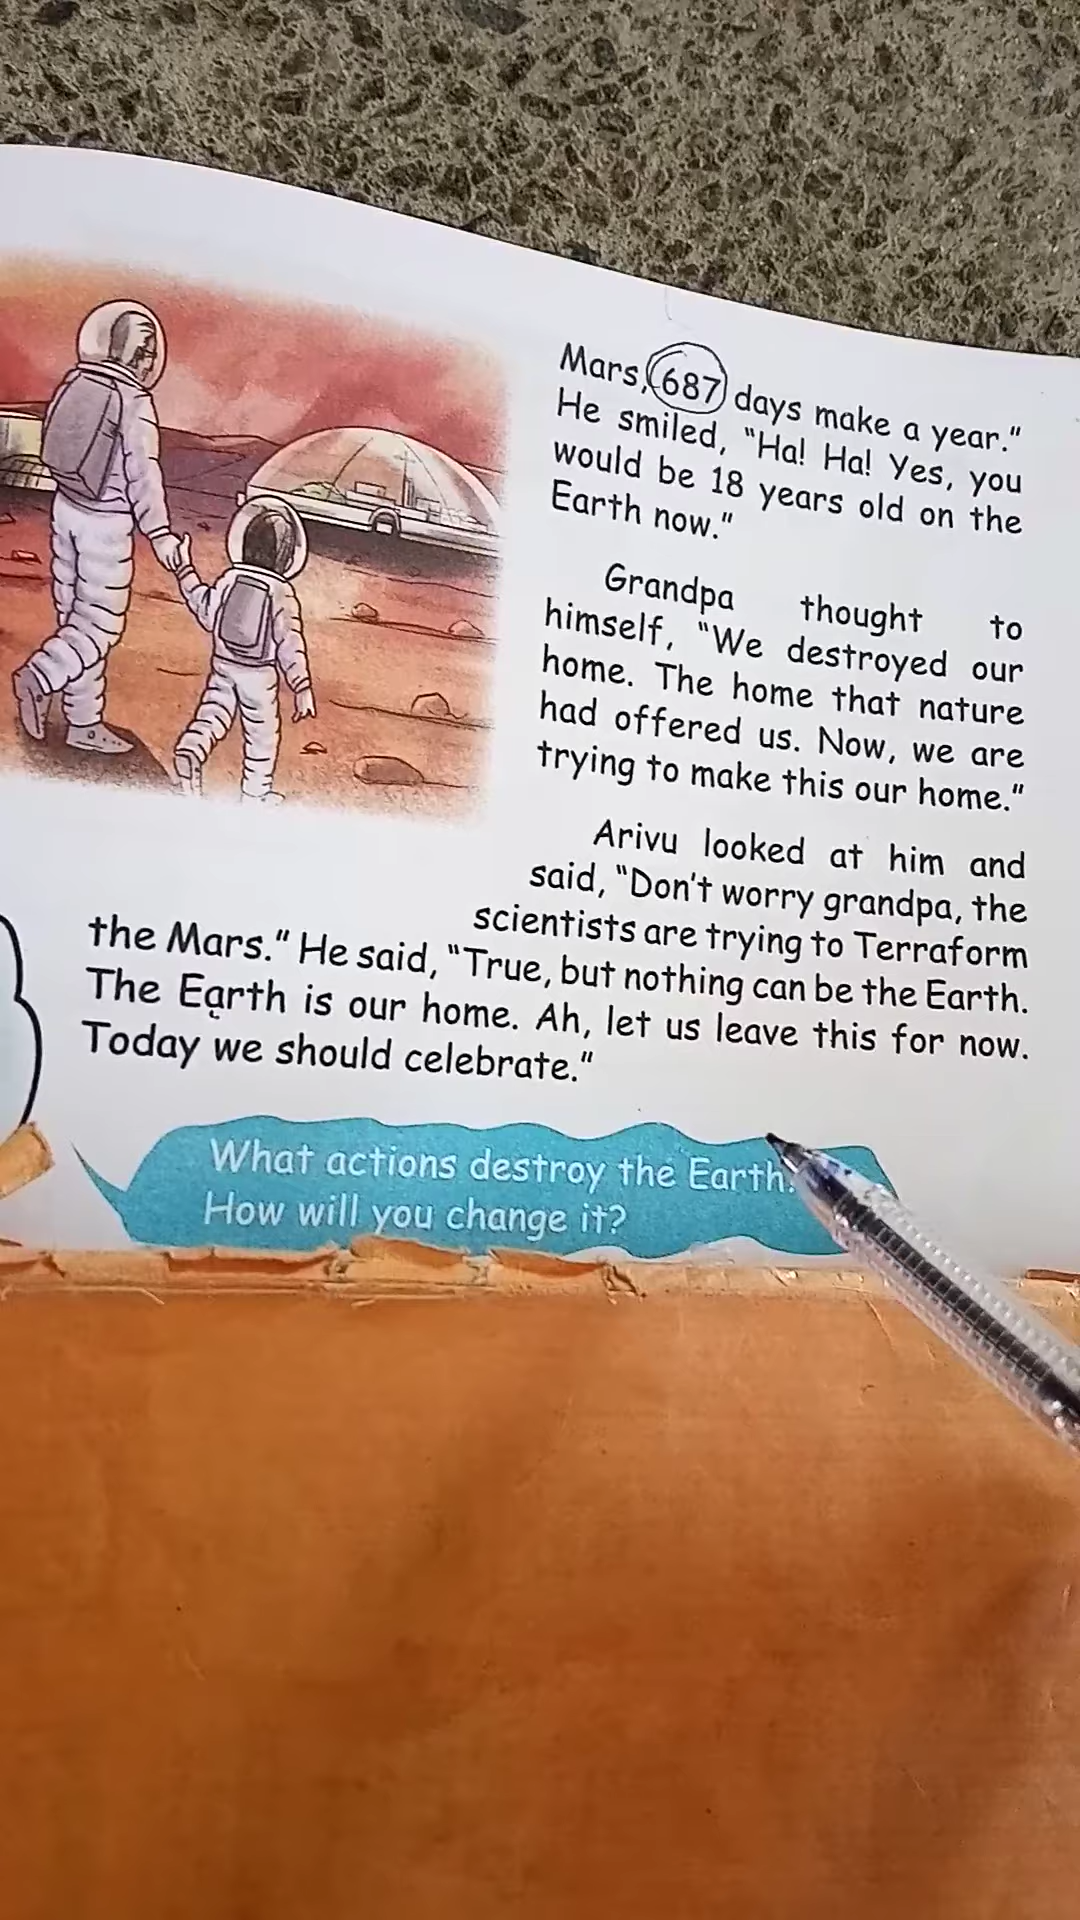 Mars, 687 days make a year."
He smiled, "Ha! Ha! Yes, you
would be 18 years old on the
Earth now."
Grandpa thought to
himself, "We destroyed our
home. The home that nature
had offered us. Now, we are
trying to make this our home."
Arivu looked at him and
said, "Don't worry grandpa, the
scientists are trying to Terraform
the Mars." He said, "True, but nothing can be the Earth.
The Earth is our home. Ah, let us leave this for now.
Today we should celebrate."
What actions destroy the Earth.
How will you change it?